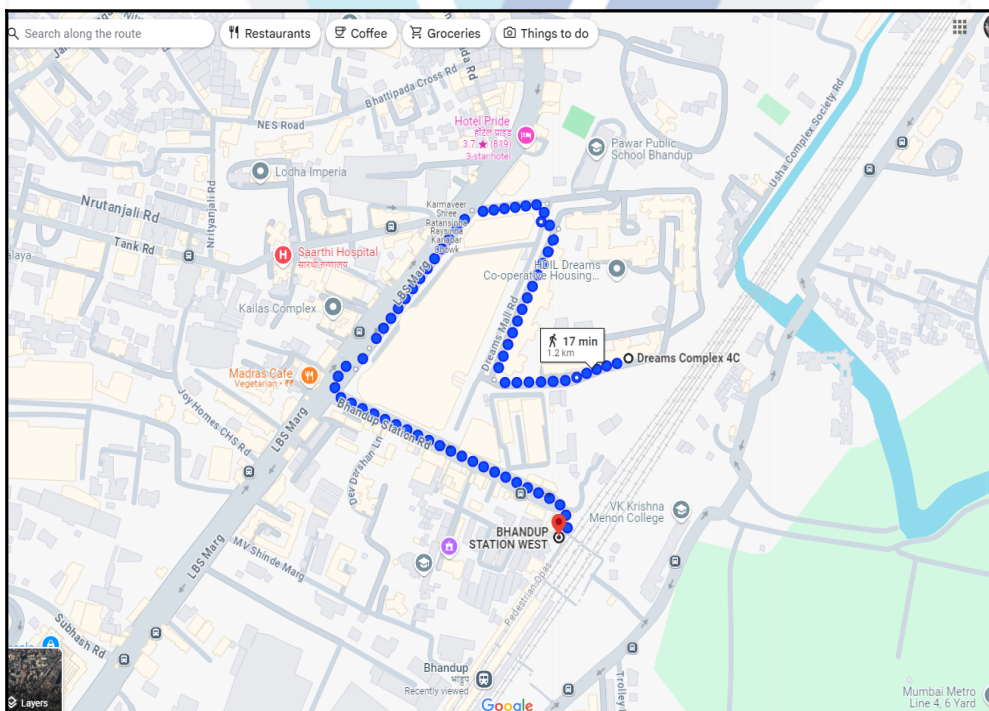 Search along the route
Restaurants
Coffee
Groceries
Things to do
Bhattipada Cross Rd
NES Road
Hotel Pride
हॉटेल प्राइड
3.7 ★ (819)
3-star hotel
Pawar Public
School Bhandup
Usha Complex Society Rd
Lodha Imperia
Nrutanjali Rd
Nrityanjali Rd
Tank Rd
Karmaveer
Shree
Ratansinha
Raysinha
Kanabar
Chowk
Saarthi Hospital
सारथी रुग्णालय
LBS Marg
HDIL Dreams
Co-operative Housing...
Kailas Complex
Dreams Mall Rd
17 min
1.2 km
Dreams Complex 4C
Madras Cafe
Vegetarian • ₹₹
Joy Homes CHS Rd
LBS Marg
Bhandup Station Rd
Dev Darshan Ln
VK Krishna
Menon College
BHANDUP
STATION WEST
LBS Marg
MV Shinde Marg
Subhash Rd
Bhandup
भांडुप
Recently viewed
Layers
Google
Mumbai Metro
Line 4, 6 Yard